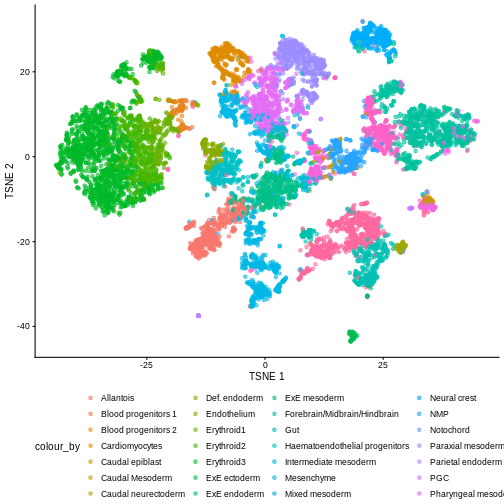 TSNE 2
20
0
-20
-40
-25
0
25
TSNE 1
colour_by
Allantois
Blood progenitors 1
Blood progenitors 2
Cardiomyocytes
Caudal epiblast
Caudal Mesoderm
Caudal neurectoderm
Def. endoderm
Endothelium
Erythroid1
Erythroid2
Erythroid3
ExE ectoderm
ExE endoderm
ExE mesoderm
Forebrain/Midbrain/Hindbrain
Gut
Haematoendothelial progenitors
Intermediate mesoderm
Mesenchyme
Mixed mesoderm
Neural crest
NMP
Notochord
Paraxial mesoderm
Parietal endoderm
PGC
Pharyngeal mesod